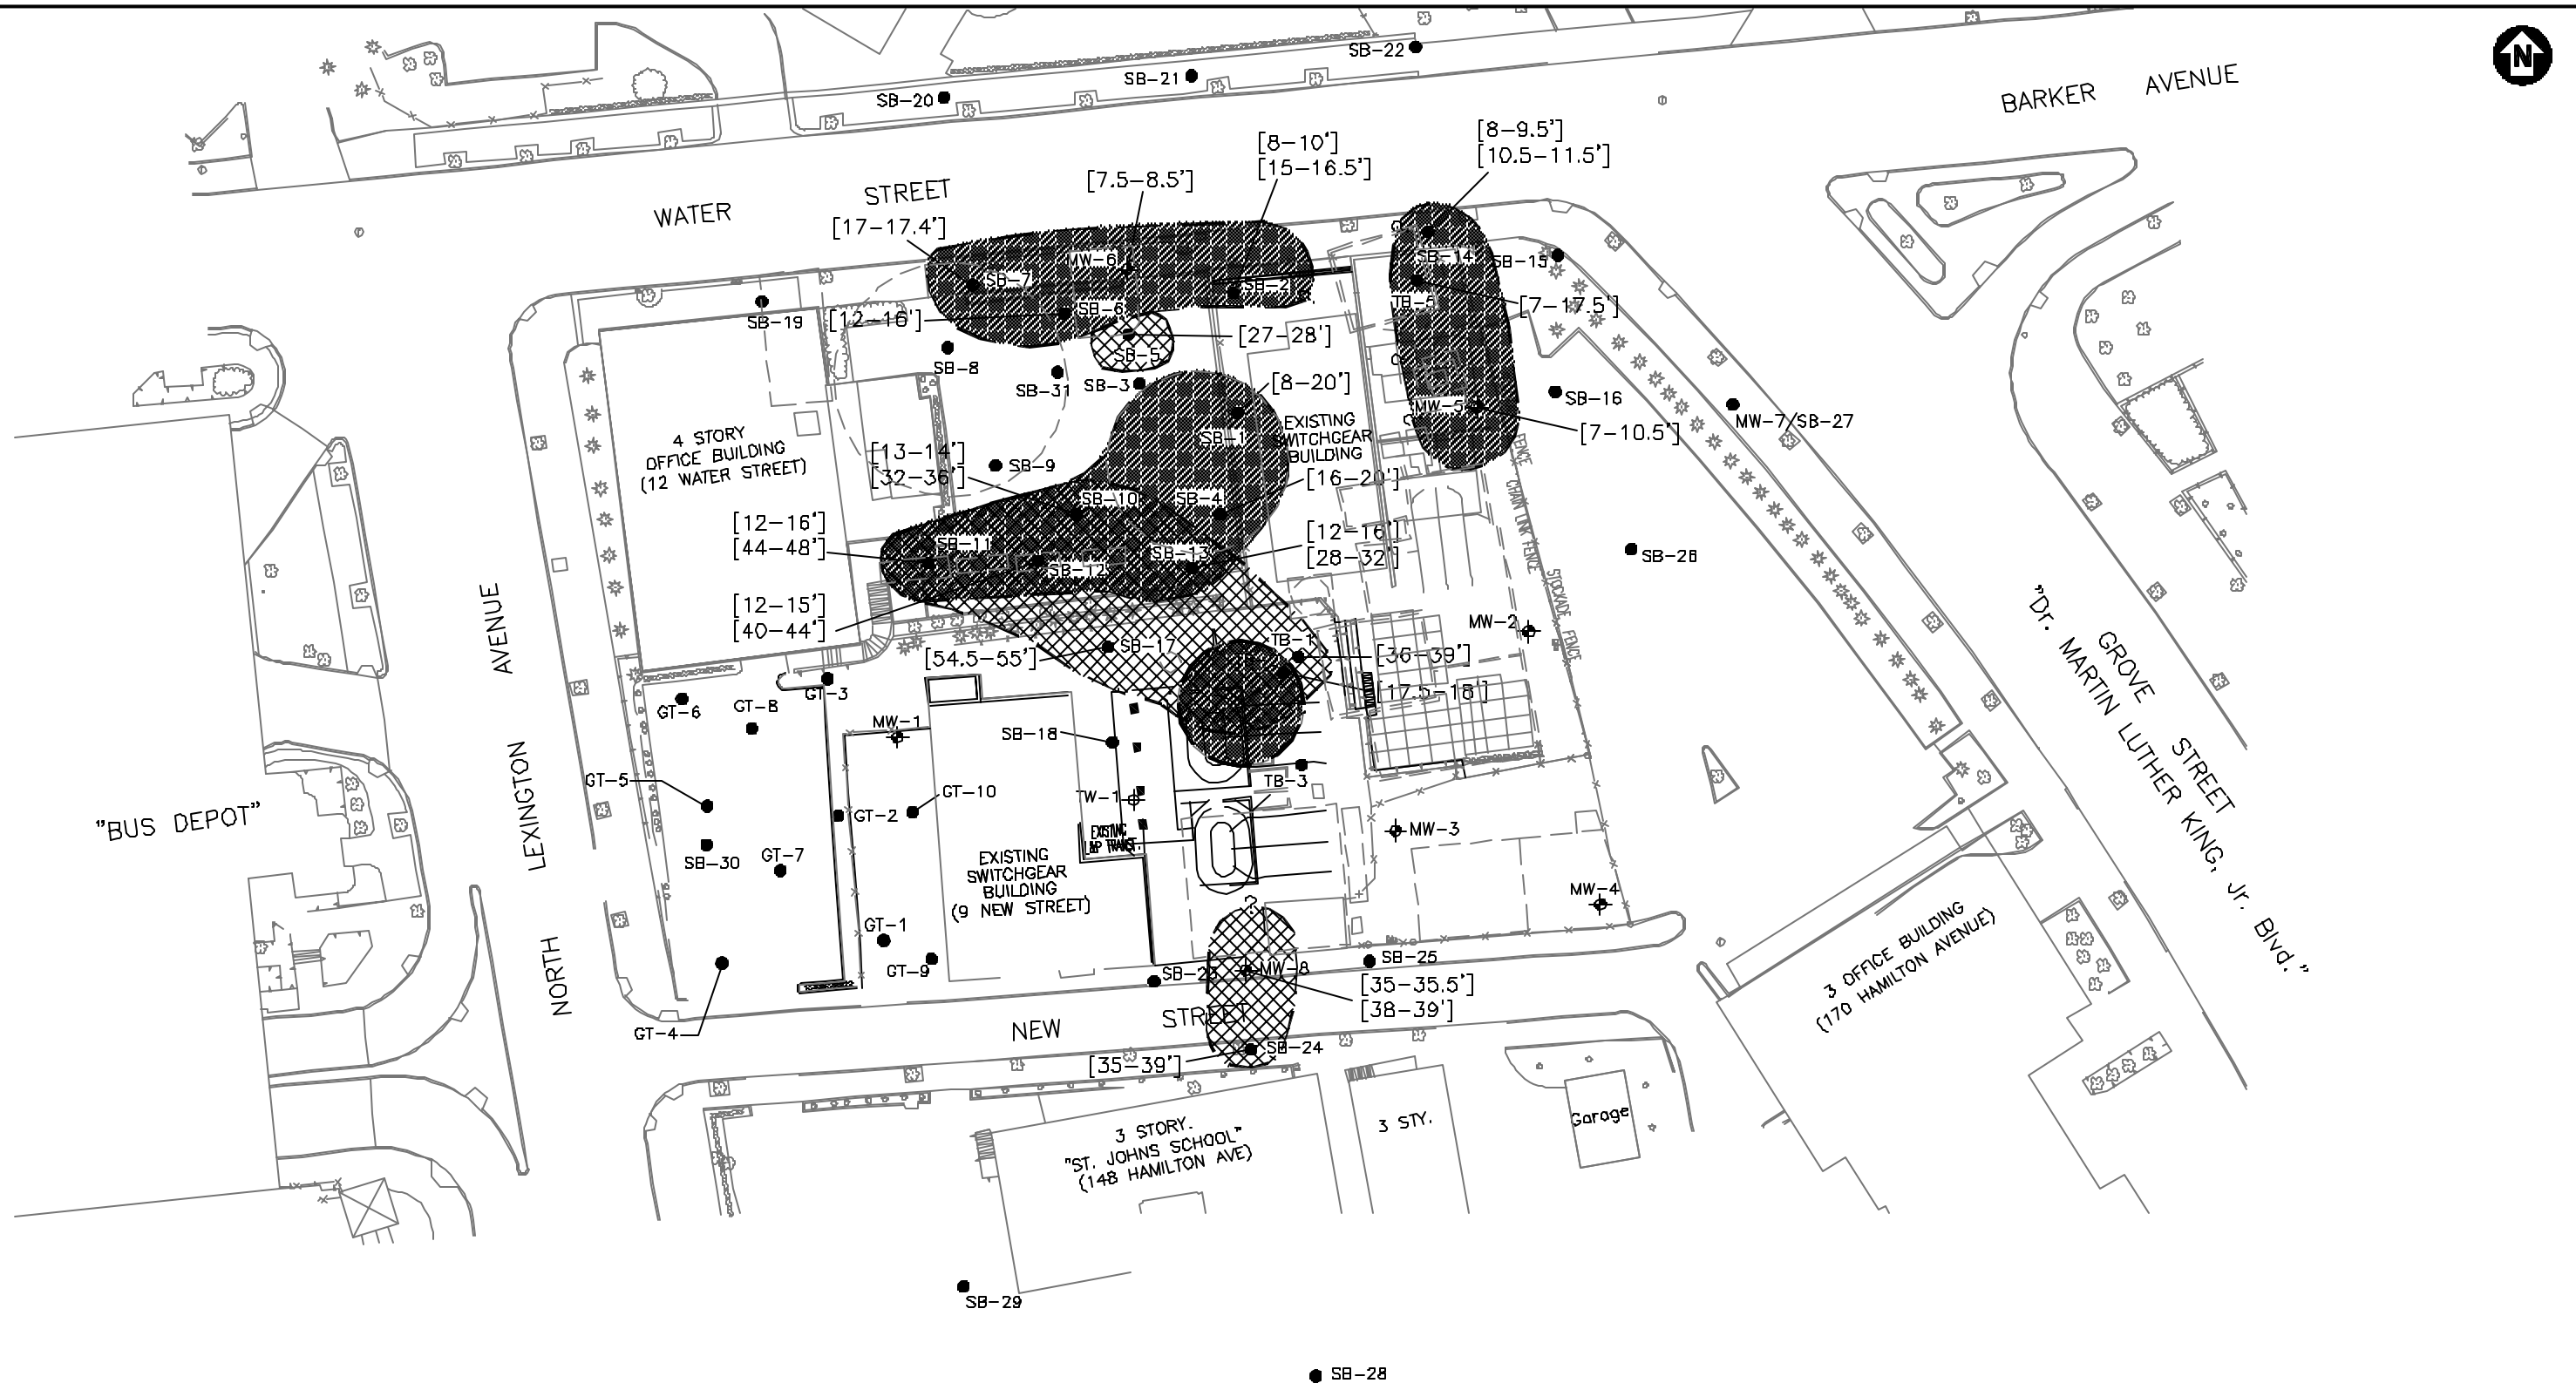 N
SB-22
SB-21
SB-20
BARKER AVENUE
[8-9.5']
[10.5-11.5']
[8-10']
[15-16.5']
[7.5-8.5']
WATER STREET
[17-17.4']
MW-6
SB-7
SB-2
SB-14
SB-15
SB-19
[12-16']
SB-6
[7-17.5']
[27-28']
SB-5
SB-8
SB-31
SB-3
[8-20']
MW-5
SB-16
MW-7/SB-27
[7-10.5']
4 STORY
OFFICE BUILDING
(12 WATER STREET)
SB-1
EXISTING
SWITCHGEAR
BUILDING
[13-14']
[32-36']
SB-9
SB-10
SB-4
[16-20']
FENCE
CHAIN LINK FENCE
STOCKADE FENCE
[12-16']
[44-48']
SB-11
SB-12
SB-13
[12-16']
[28-32']
SB-26
[12-15']
[40-44']
MW-2
TB-1
SB-17
[54.5-55']
[36-39']
[17.5-18']
"Dr. MARTIN LUTHER KING, Jr. Blvd."
GROVE STREET
GT-3
GT-6
GT-8
MW-1
SB-18
TB-3
GT-5
GT-10
TW-1
GT-2
MW-3
"BUS DEPOT"
NORTH LEXINGTON AVENUE
SB-30
GT-7
EXISTING
SWITCHGEAR
BUILDING
(9 NEW STREET)
EXISTING
MW-4
?
GT-1
GT-9
SB-23
MW-8
SB-25
[35-35.5']
[38-39']
GT-4
NEW STREET
SB-24
[35-39']
3 OFFICE BUILDING
(170 HAMILTON AVENUE)
3 STORY.
"ST. JOHNS SCHOOL"
(148 HAMILTON AVE)
3 STY.
Garage
SB-29
SB-28